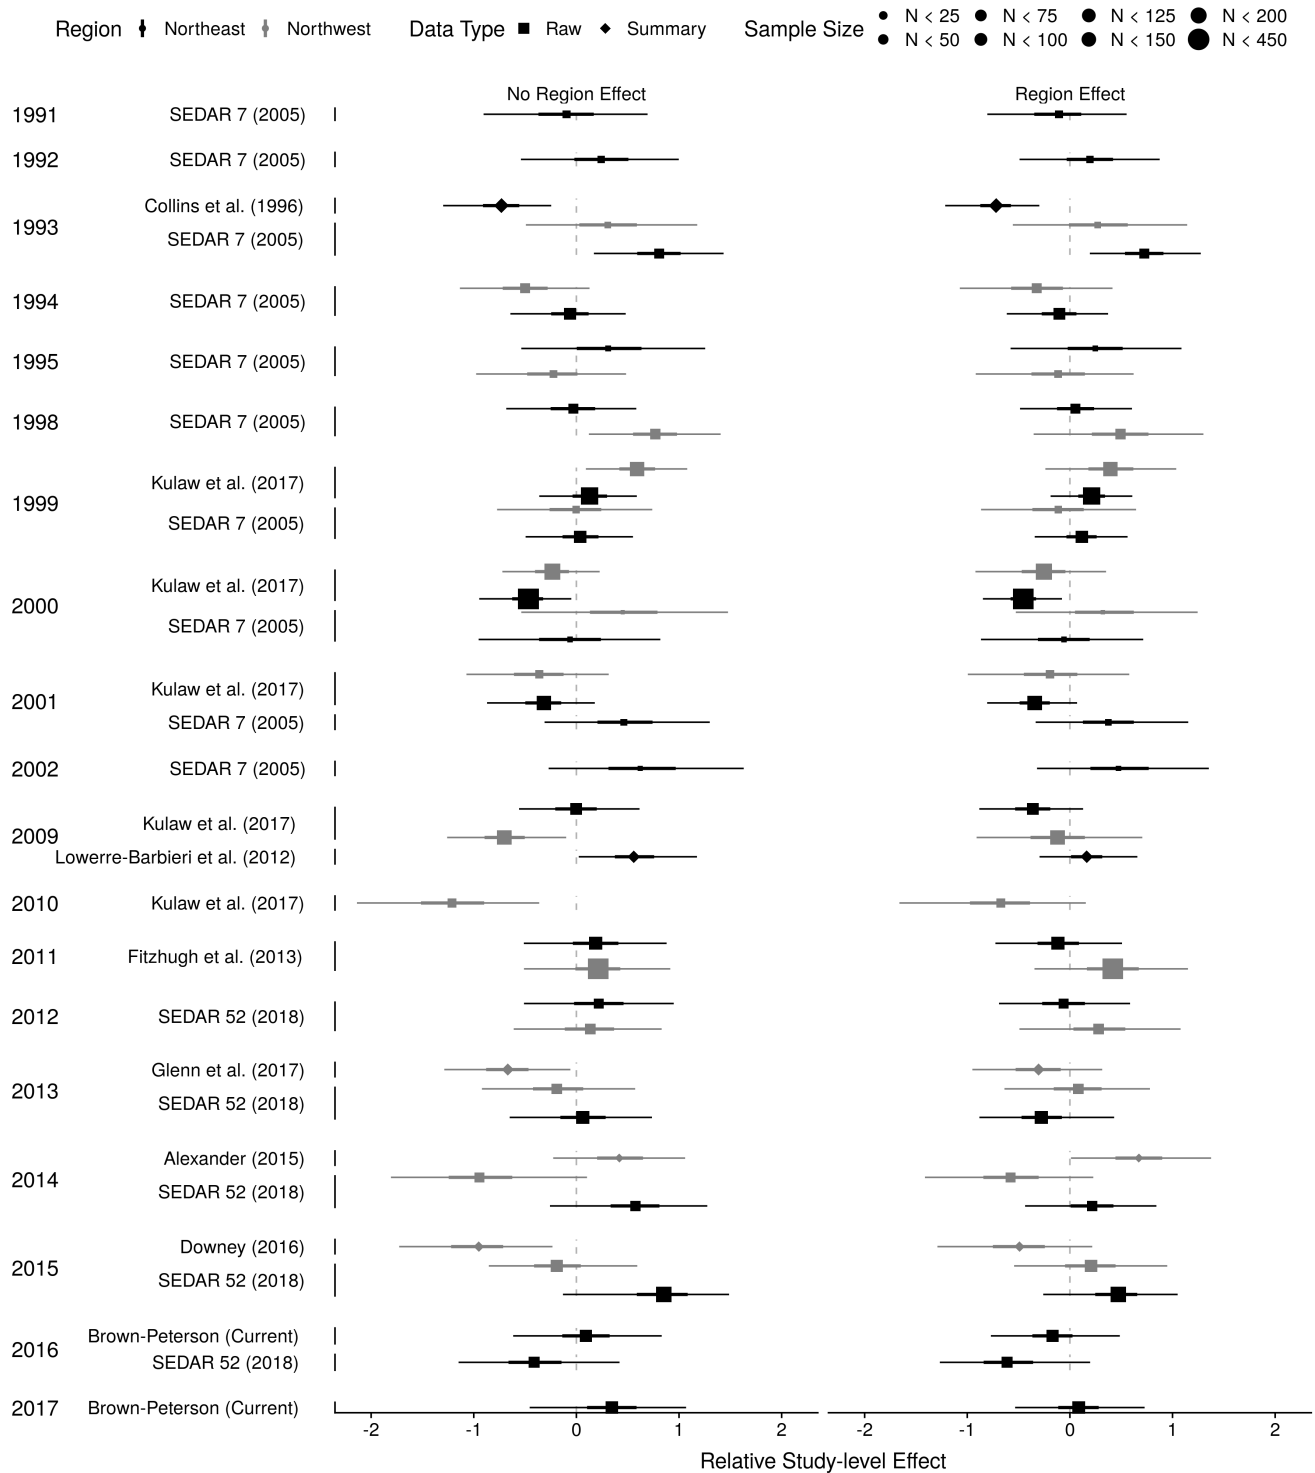 Region Northeast Northwest Data Type Raw Summary Sample Size N < 25 N < 75 N < 125 N < 200
N < 50 N < 100 N < 150 N < 450
No Region Effect Region Effect
1991 SEDAR 7 (2005)
1992 SEDAR 7 (2005)
Collins et al. (1996)
1993
SEDAR 7 (2005)
1994 SEDAR 7 (2005)
1995 SEDAR 7 (2005)
1998 SEDAR 7 (2005)
Kulaw et al. (2017)
1999
SEDAR 7 (2005)
Kulaw et al. (2017)
2000
SEDAR 7 (2005)
Kulaw et al. (2017)
2001
SEDAR 7 (2005)
2002 SEDAR 7 (2005)
Kulaw et al. (2017)
2009
Lowerre-Barbieri et al. (2012)
2010 Kulaw et al. (2017)
2011 Fitzhugh et al. (2013)
2012 SEDAR 52 (2018)
Glenn et al. (2017)
2013
SEDAR 52 (2018)
Alexander (2015)
2014
SEDAR 52 (2018)
Downey (2016)
2015
SEDAR 52 (2018)
Brown-Peterson (Current)
2016
SEDAR 52 (2018)
2017 Brown-Peterson (Current)
-2 -1 0 1 2 -2 -1 0 1 2
Relative Study-level Effect